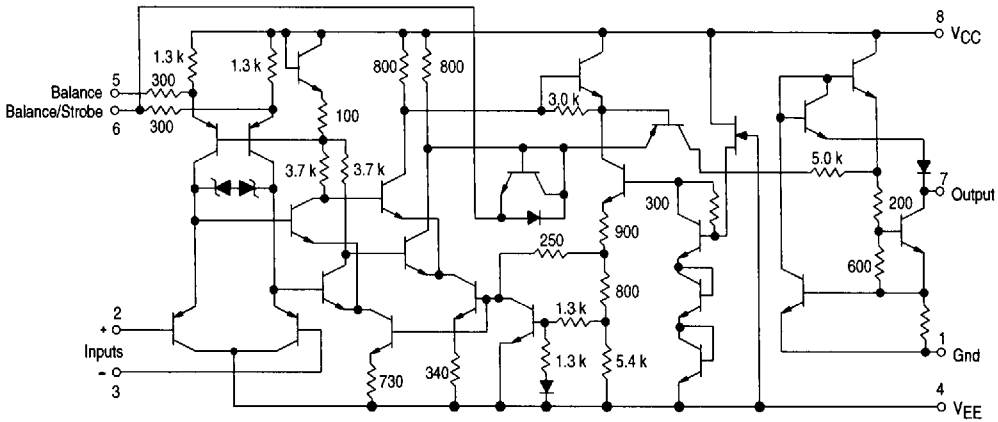 8
VCC
1.3 k
1.3 k
800
800
5
300
Balance
Balance/Strobe
6
300
100
3.0 k
3.7 k
3.7 k
5.0 k
7
Output
300
200
250
900
600
800
2
+
Inputs
–
3
1.3 k
1.3 k
5.4 k
730
340
1
Gnd
4
VEE